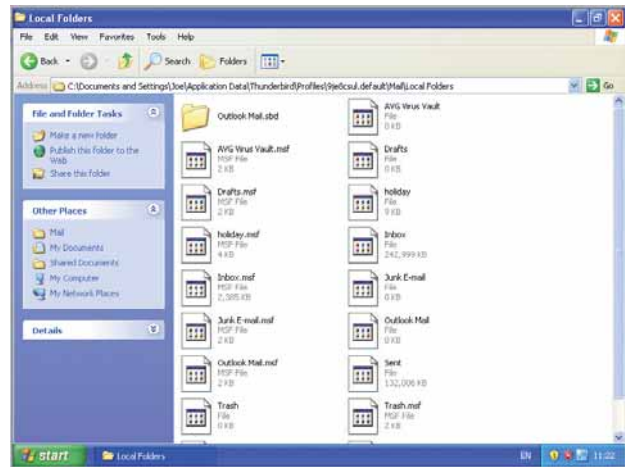 Local Folders
File Edit View Favorites Tools Help
Back Search Folders
Address C:\Documents and Settings\Joel\Application Data\Thunderbird\Profiles\9je8csul.default\Mail\Local Folders Go
File and Folder Tasks
Make a new folder
Publish this folder to the
Web
Share this folder
Other Places
Mail
My Documents
Shared Documents
My Computer
My Network Places
Details
Outlook Mail.sbd
AVG Virus Vault
File
0 KB
AVG Virus Vault.msf
MSF File
2 KB
Drafts
File
0 KB
Drafts.msf
MSF File
2 KB
holiday
File
9 KB
holiday.msf
MSF File
4 KB
Inbox
File
242,999 KB
Inbox.msf
MSF File
2,385 KB
Junk E-mail
File
0 KB
Junk E-mail.msf
MSF File
2 KB
Outlook Mail
File
0 KB
Outlook Mail.msf
MSF File
2 KB
Sent
File
132,006 KB
Trash
File
0 KB
Trash.msf
MSF File
2 KB
start Local Folders EN 11:22